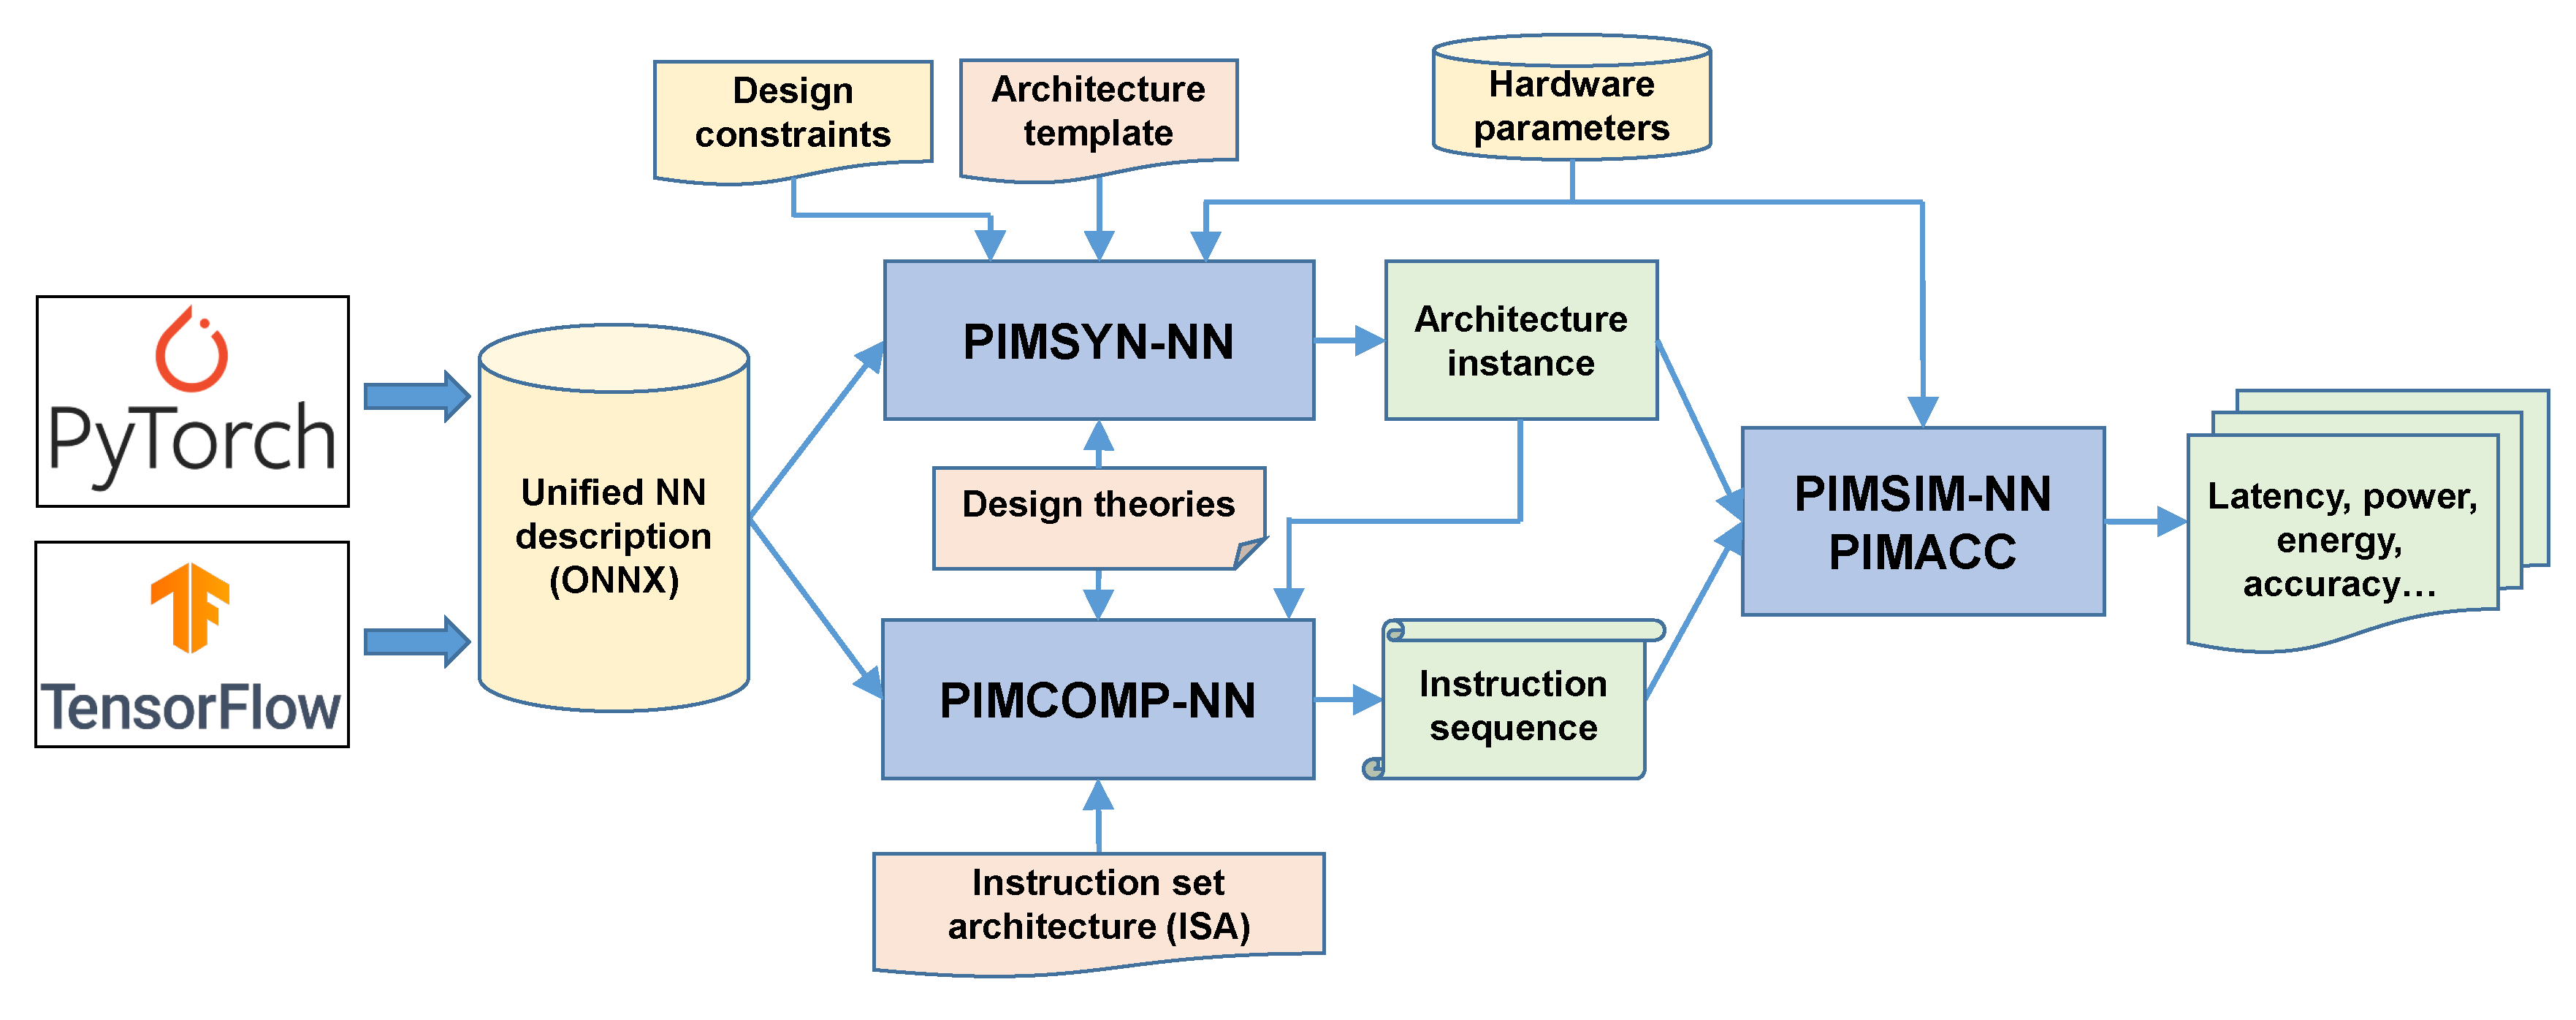 Design
constraints
Architecture
template
Hardware
parameters
PyTorch
TensorFlow
Unified NN
description
(ONNX)
PIMSYN-NN
Architecture
instance
Design theories
PIMCOMP-NN
Instruction
sequence
Instruction set
architecture (ISA)
PIMSIM-NN
PIMACC
Latency, power,
energy,
accuracy…